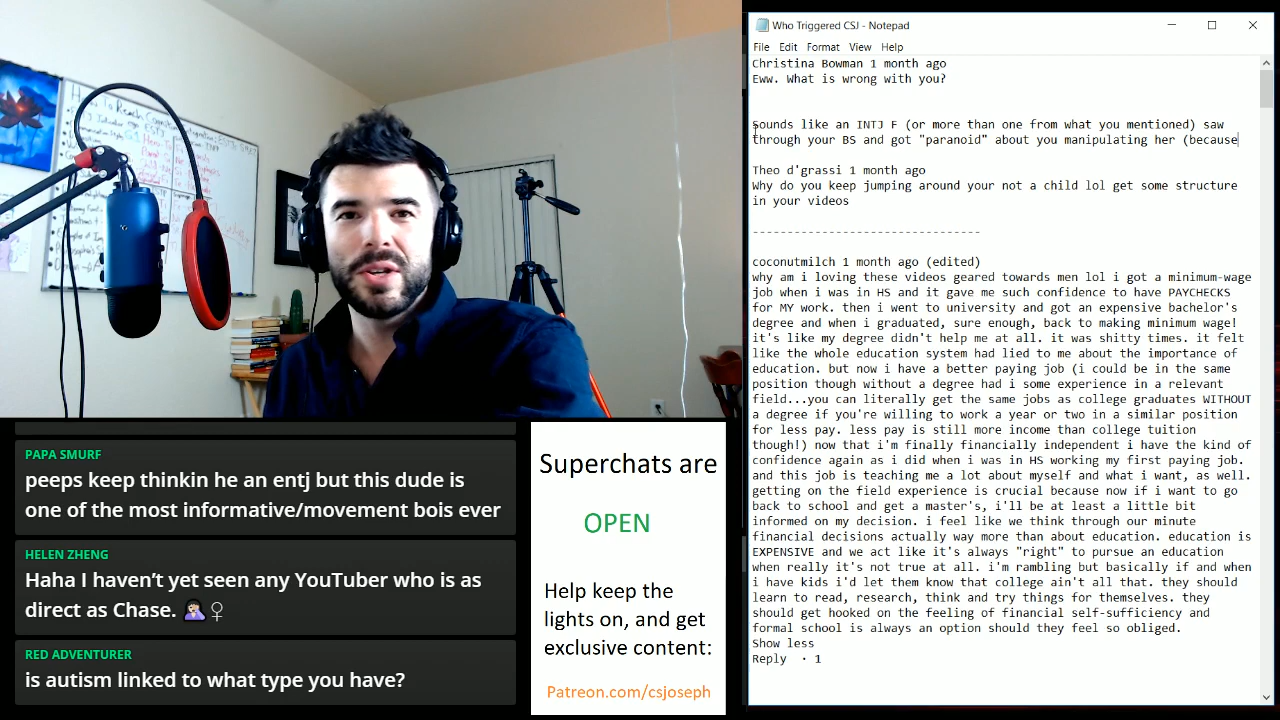 How To Reach Cognitive Integration: ESTJ
PAPA SMURF
peeps keep thinkin he an entj but this dude is
one of the most informative/movement bois ever
HELEN ZHENG
Haha I haven’t yet seen any YouTuber who is as
direct as Chase. 🤦🏻‍♀
RED ADVENTURER
is autism linked to what type you have?
Superchats are
OPEN
Help keep the
lights on, and get
exclusive content:
Patreon.com/csjoseph
Who Triggered CSJ - Notepad
File Edit Format View Help
Christina Bowman 1 month ago
Eww. What is wrong with you?
Sounds like an INTJ F (or more than one from what you mentioned) saw
through your BS and got "paranoid" about you manipulating her (because
Theo d'grassi 1 month ago
Why do you keep jumping around your not a child lol get some structure
in your videos
--------------------------------
coconutmilch 1 month ago (edited)
why am i loving these videos geared towards men lol i got a minimum-wage
job when i was in HS and it gave me such confidence to have PAYCHECKS
for MY work. then i went to university and got an expensive bachelor's
degree and when i graduated, sure enough, back to making minimum wage!
it's like my degree didn't help me at all. it was shitty times. it felt
like the whole education system had lied to me about the importance of
education. but now i have a better paying job (i could be in the same
position though without a degree had i some experience in a relevant
field...you can literally get the same jobs as college graduates WITHOUT
a degree if you're willing to work a year or two in a similar position
for less pay. less pay is still more income than college tuition
though!) now that i'm finally financially independent i have the kind of
confidence again as i did when i was in HS working my first paying job.
and this job is teaching me a lot about myself and what i want, as well.
getting on the field experience is crucial because now if i want to go
back to school and get a master's, i'll be at least a little bit
informed on my decision. i feel like we think through our minute
financial decisions actually way more than about education. education is
EXPENSIVE and we act like it's always "right" to pursue an education
when really it's not true at all. i'm rambling but basically if and when
i have kids i'd let them know that college ain't all that. they should
learn to read, research, think and try things for themselves. they
should get hooked on the feeling of financial self-sufficiency and
formal school is always an option should they feel so obliged.
Show less
Reply · 1